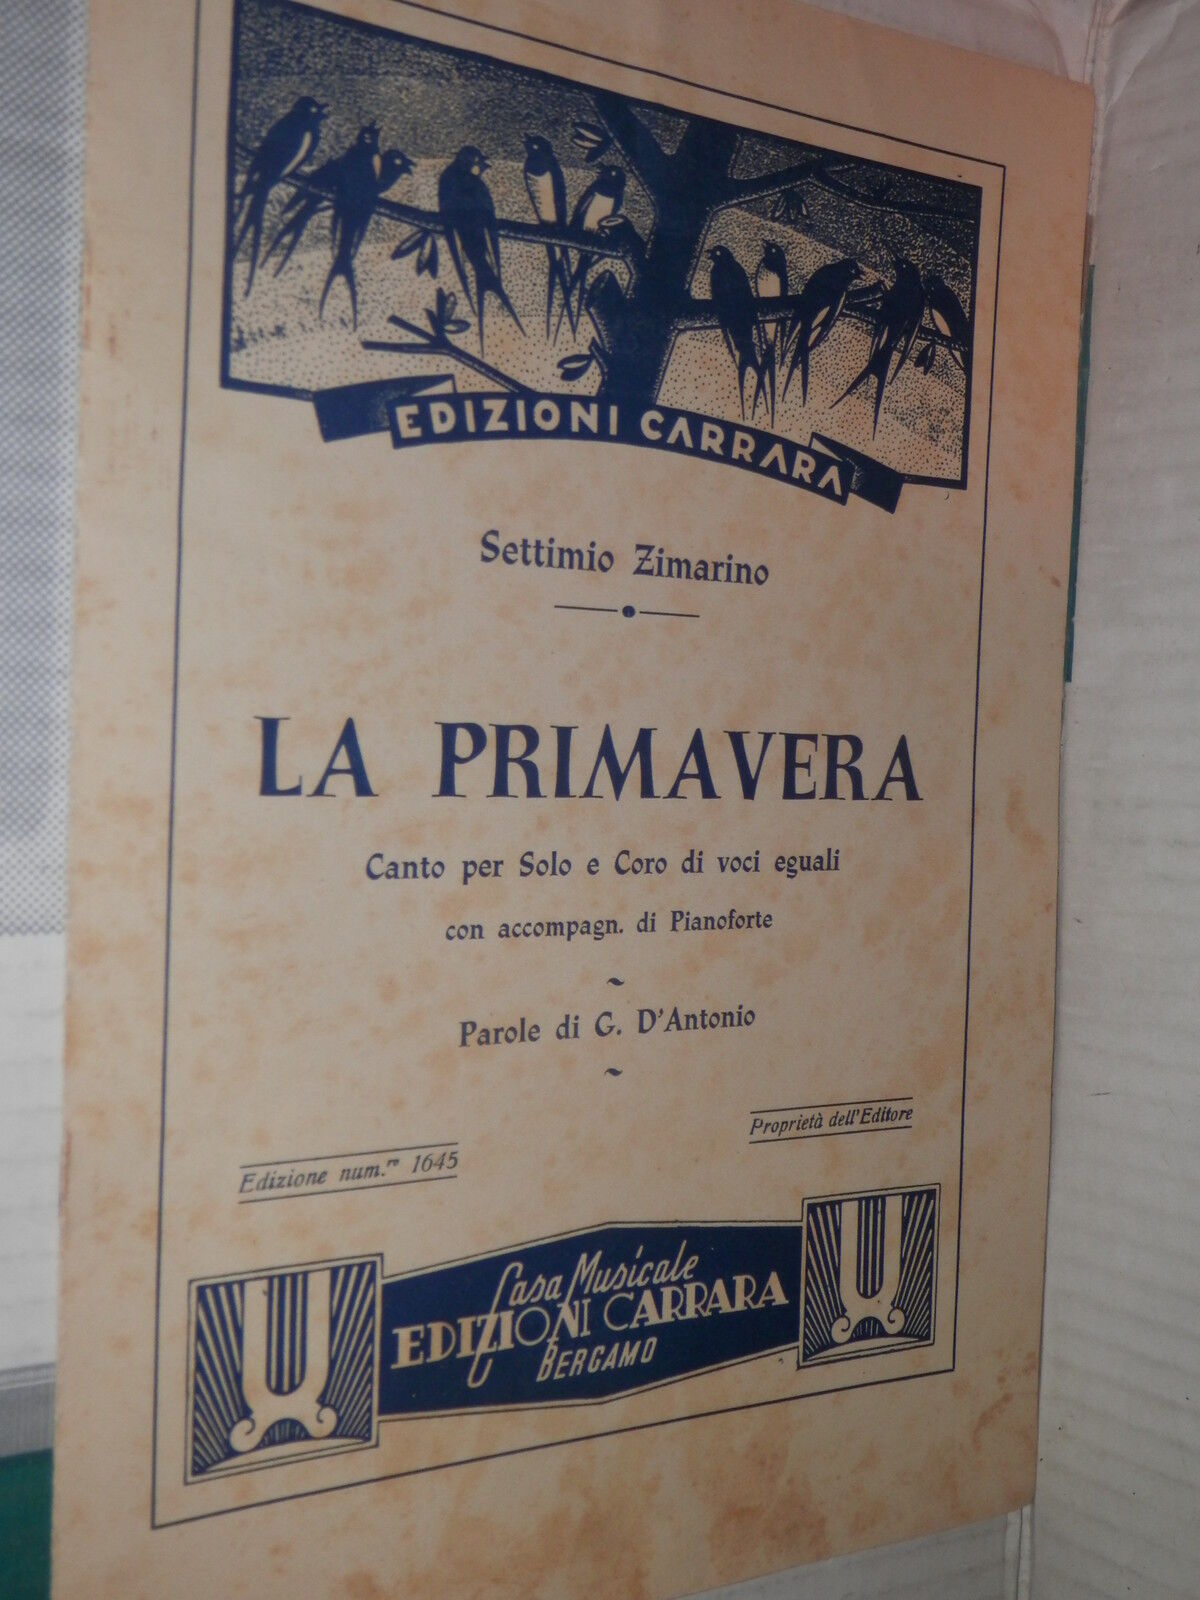 EDIZIONI CARRARA
Settimio Zimarino
LA PRIMAVERA
Canto per Solo e Coro di voci eguali
con accompagn. di Pianoforte
~
Parole di G. D'Antonio
~
Proprietà dell'Editore
Edizione num.ro 1645
Casa Musicale
EDIZIONI CARRARA
BERGAMO